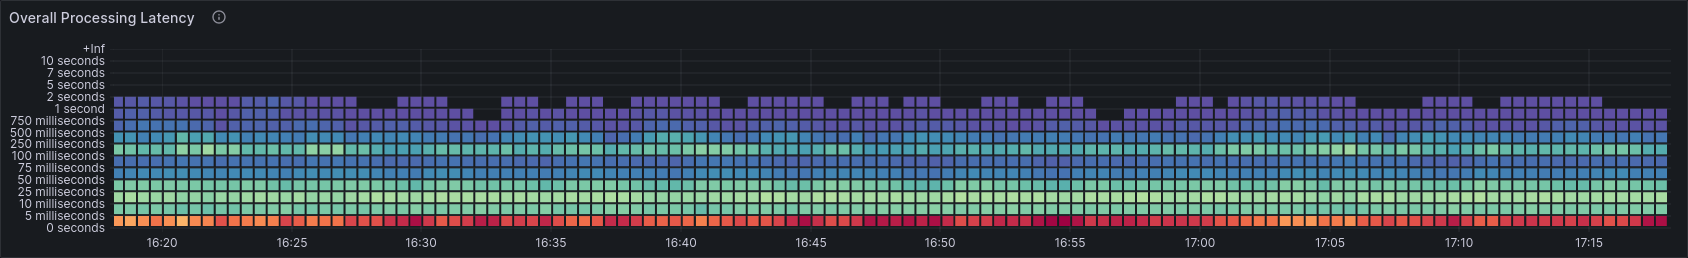 Overall Processing Latency
+Inf
10 seconds
7 seconds
5 seconds
2 seconds
1 second
750 milliseconds
500 milliseconds
250 milliseconds
100 milliseconds
75 milliseconds
50 milliseconds
25 milliseconds
10 milliseconds
5 milliseconds
0 seconds
16:20 16:25 16:30 16:35 16:40 16:45 16:50 16:55 17:00 17:05 17:10 17:15